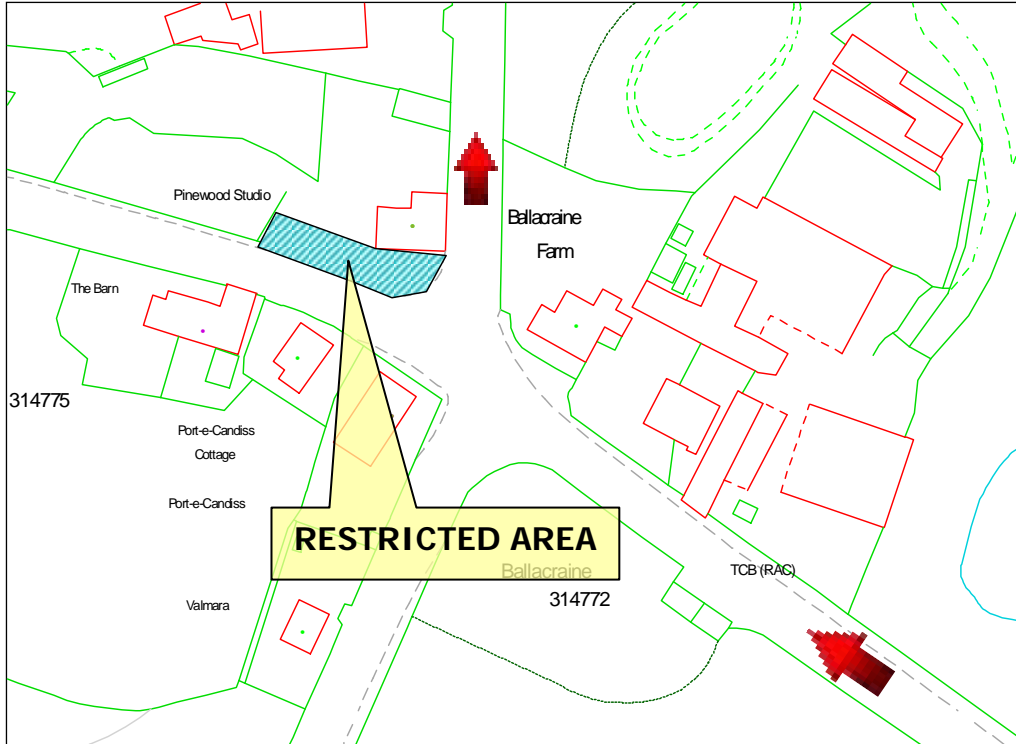 Pinewood Studio
Ballacraine
Farm
The Barn
314775
Port-e-Candiss
Cottage
Port-e-Candiss
RESTRICTED AREA
Ballacraine
TCB (RAC)
314772
Valmara